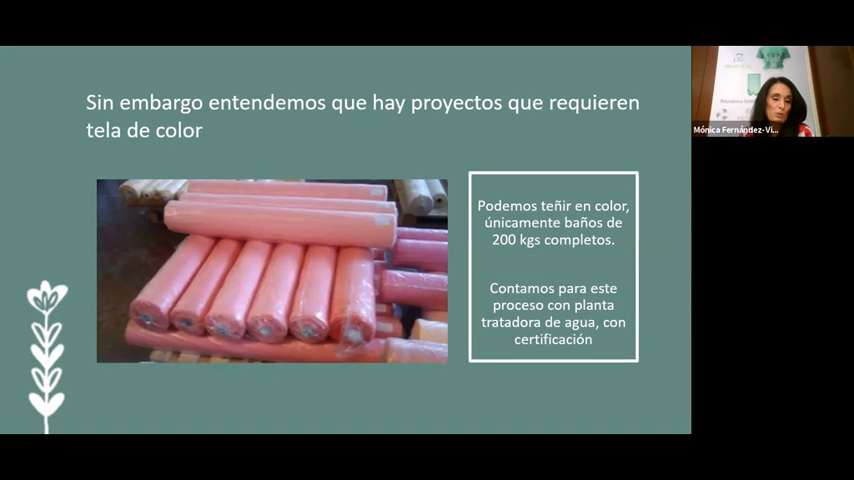 Sin embargo entendemos que hay proyectos que requieren
tela de color
Podemos teñir en color,
únicamente baños de
200 kgs completos.
Contamos para este
proceso con planta
tratadora de agua, con
certificación
Mónica Fernández-Vi...